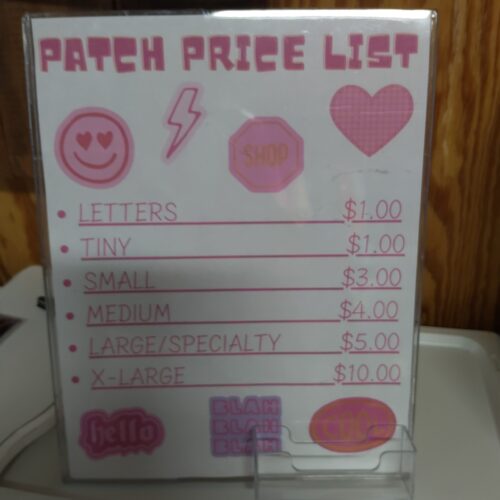 PATCH PRICE LIST
SHOP
• LETTERS $1.00
• TINY $1.00
• SMALL $3.00
• MEDIUM $4.00
• LARGE/SPECIALTY $5.00
• X-LARGE $10.00
hello
BLAH
BLAH
BLAH